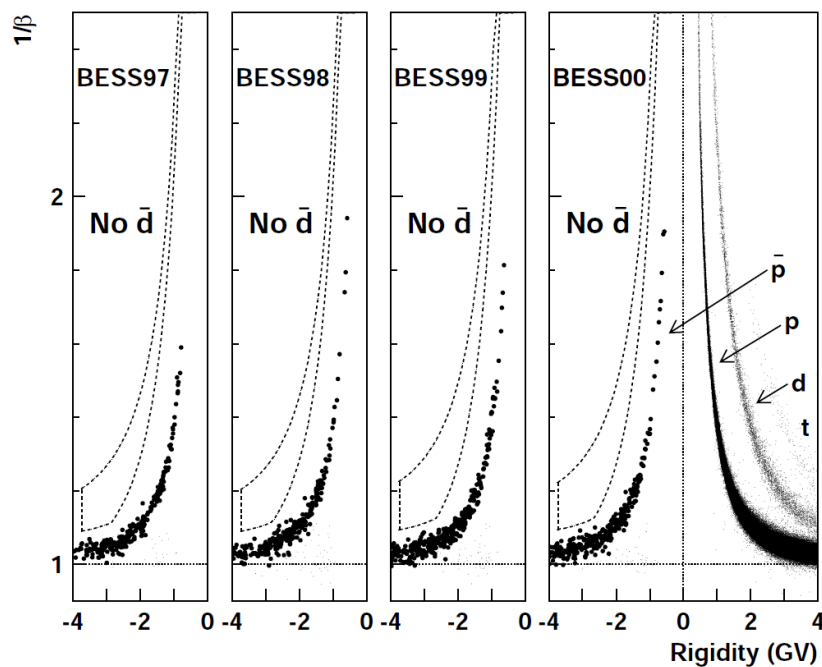 1/β
BESS97 BESS98 BESS99 BESS00
2
No d̄ No d̄ No d̄ No d̄
p̄
p
d
t
1
-4 -2 0 -4 -2 0 -4 -2 0 -4 -2 0 2 4
Rigidity (GV)